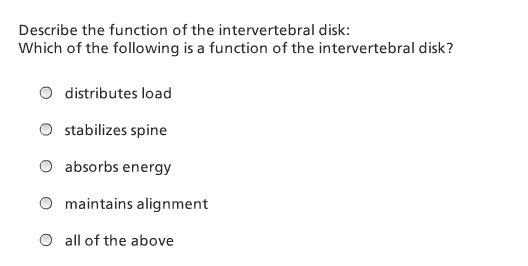 Describe the function of the intervertebral disk:
Which of the following is a function of the intervertebral disk?
distributes load
stabilizes spine
absorbs energy
maintains alignment
all of the above